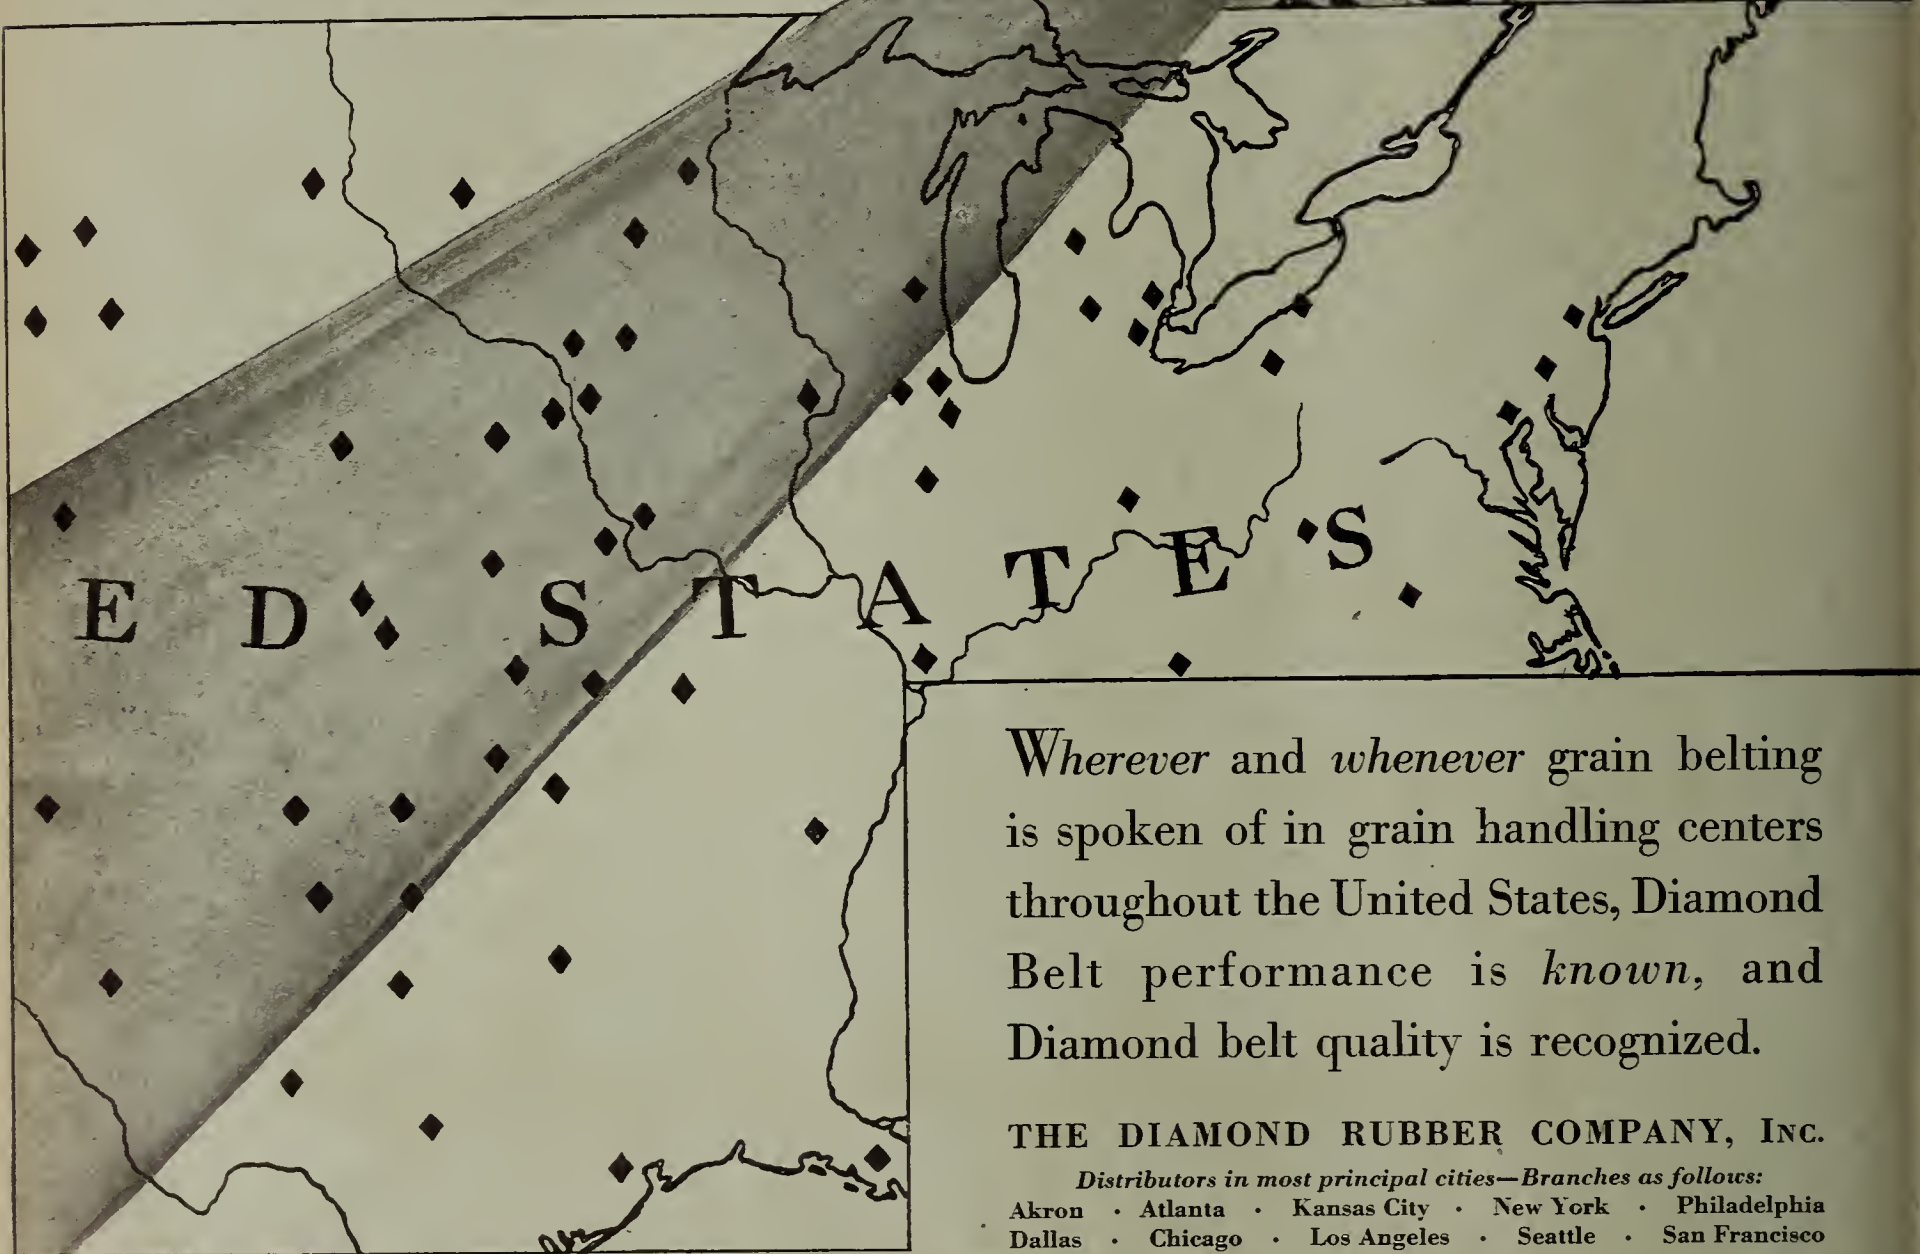 ED STATES
Wherever and whenever grain belting
is spoken of in grain handling centers
throughout the United States, Diamond
Belt performance is known, and
Diamond belt quality is recognized.
THE DIAMOND RUBBER COMPANY, INC.
Distributors in most principal cities—Branches as follows:
Akron · Atlanta · Kansas City · New York · Philadelphia
Dallas · Chicago · Los Angeles · Seattle · San Francisco